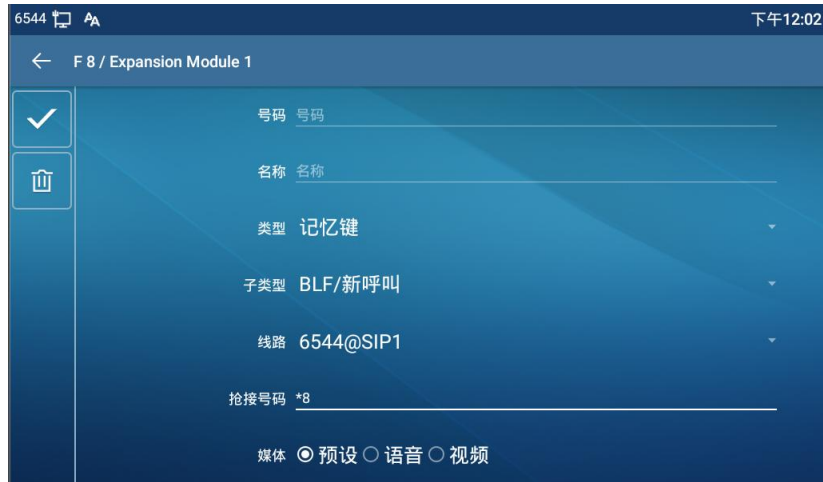 6544 AA 下午12:02
F 8 / Expansion Module 1
号码 号码
名称 名称
类型 记忆键
子类型 BLF/新呼叫
线路 6544@SIP1
抢接号码 *8
媒体 预设 语音 视频